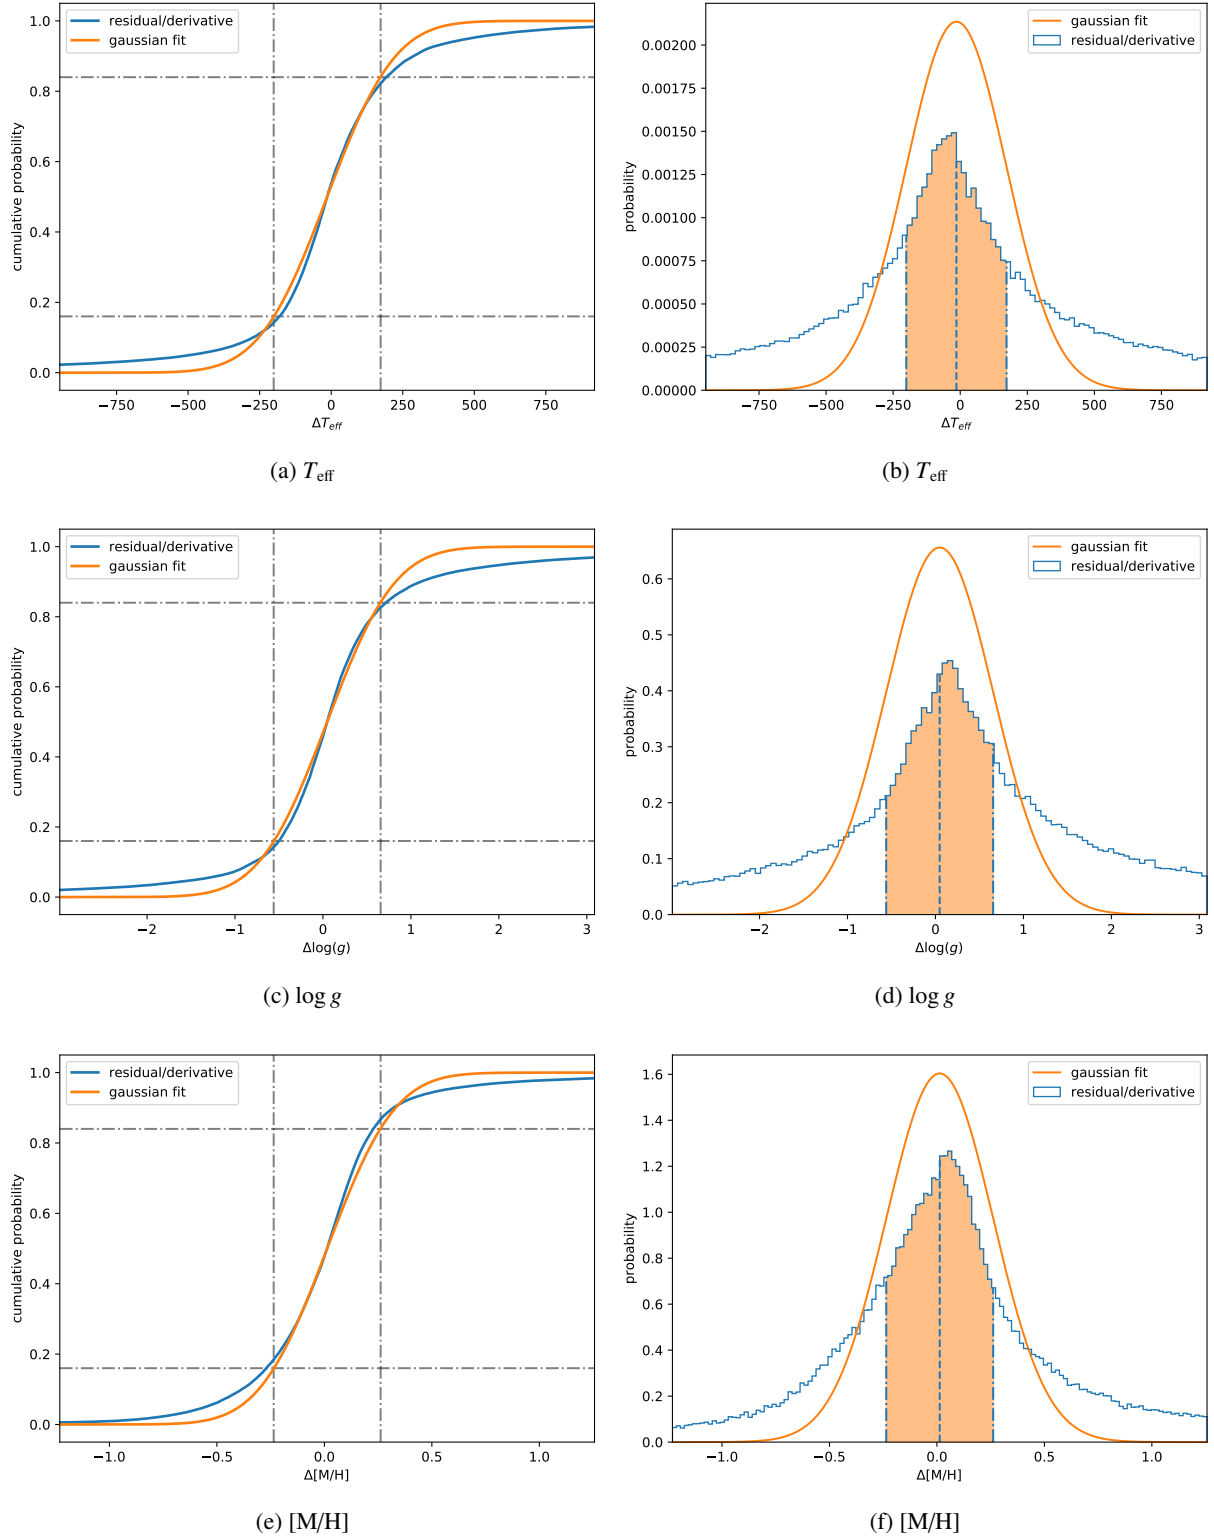 residual/derivative
gaussian fit
cumulative probability
1.0
0.8
0.6
0.4
0.2
0.0
−750 −500 −250 0 250 500 750
ΔT_eff
(a) T_eff
gaussian fit
residual/derivative
probability
0.00200
0.00175
0.00150
0.00125
0.00100
0.00075
0.00050
0.00025
0.00000
−750 −500 −250 0 250 500 750
ΔT_eff
(b) T_eff
residual/derivative
gaussian fit
cumulative probability
1.0
0.8
0.6
0.4
0.2
0.0
−2 −1 0 1 2 3
Δlog(g)
(c) log g
gaussian fit
residual/derivative
probability
0.6
0.5
0.4
0.3
0.2
0.1
0.0
−2 −1 0 1 2 3
Δlog(g)
(d) log g
residual/derivative
gaussian fit
cumulative probability
1.0
0.8
0.6
0.4
0.2
0.0
−1.0 −0.5 0.0 0.5 1.0
Δ[M/H]
(e) [M/H]
gaussian fit
residual/derivative
probability
1.6
1.4
1.2
1.0
0.8
0.6
0.4
0.2
0.0
−1.0 −0.5 0.0 0.5 1.0
Δ[M/H]
(f) [M/H]